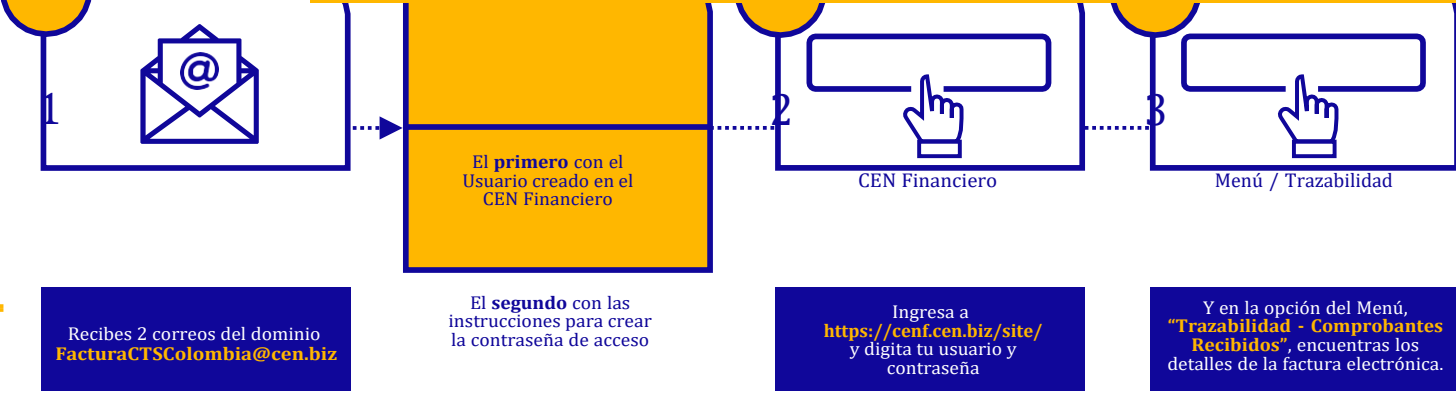 1
@
Recibes 2 correos del dominio
FacturaCTSColombia@cen.biz
El primero con el
Usuario creado en el
CEN Financiero
El segundo con las
instrucciones para crear
la contraseña de acceso
2
CEN Financiero
Ingresa a
https://cenf.cen.biz/site/
y digita tu usuario y
contraseña
3
Menú / Trazabilidad
Y en la opción del Menú,
“Trazabilidad - Comprobantes
Recibidos”, encuentras los
detalles de la factura electrónica.